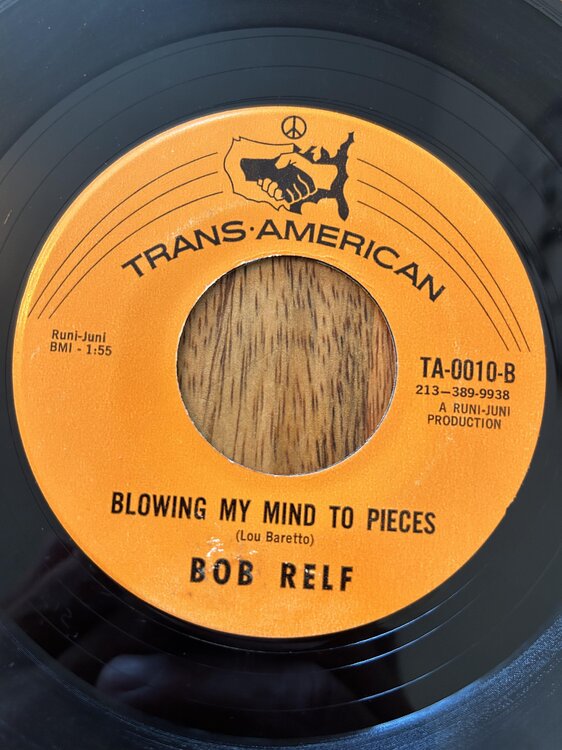 TRANS·AMERICAN
Runi-Juni
BMI - 1:55
TA-0010-B
213—389-9938
A RUNI-JUNI
PRODUCTION
BLOWING MY MIND TO PIECES
(Lou Baretto)
BOB RELF